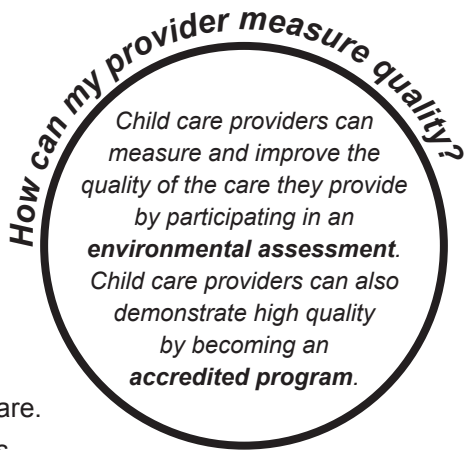 How can my provider measure quality?
Child care providers can
measure and improve the
quality of the care they provide
by participating in an
environmental assessment.
Child care providers can also
demonstrate high quality
by becoming an
accredited program.
are.